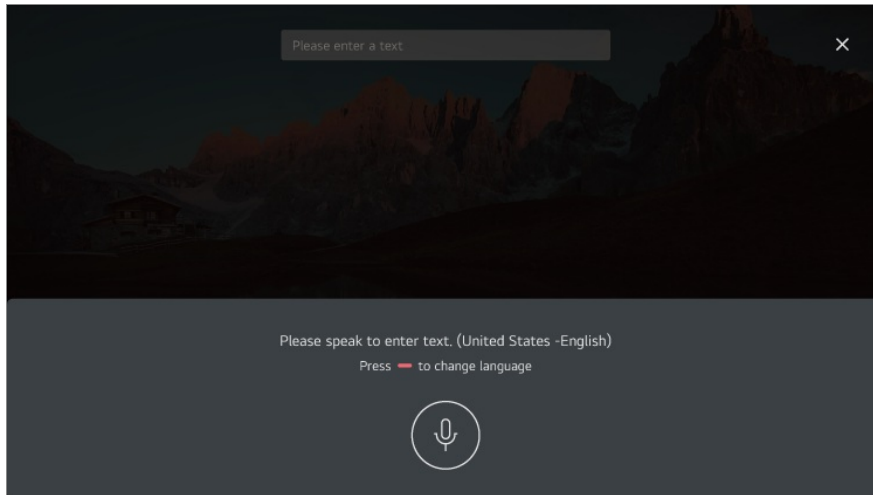 Please enter a text
Please speak to enter text. (United States -English)
Press to change language